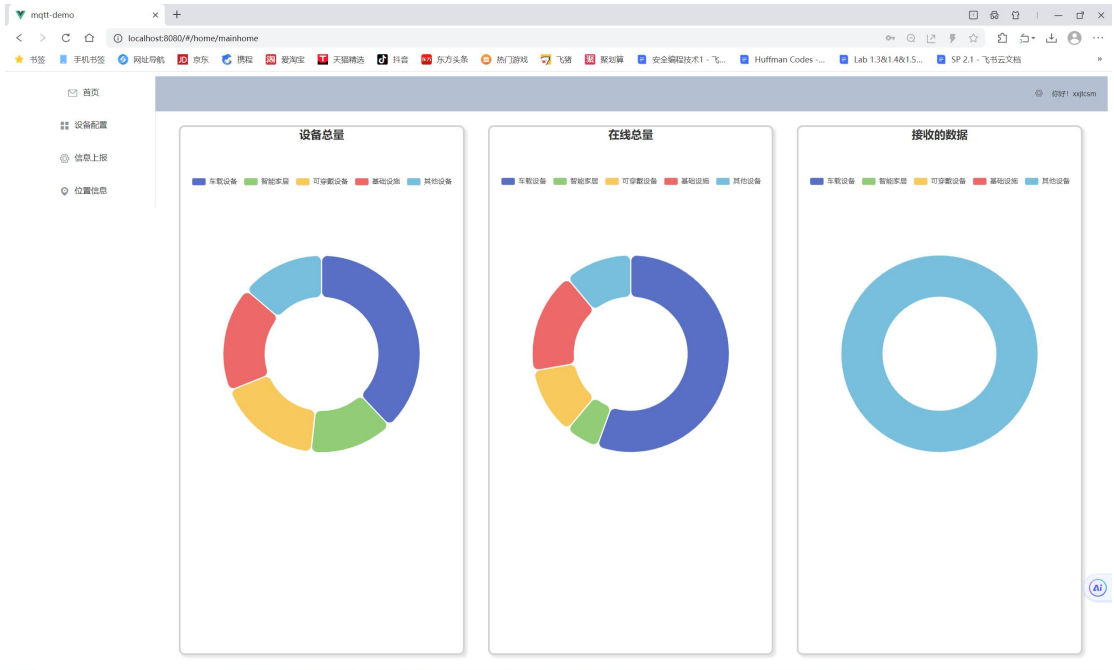 mqtt-demo
localhost:8080/#/home/mainhome
书签 手机书签 网址导航 JD 京东 携程 淘 爱淘宝 天猫精选 抖音 东方头条 热门游戏 飞猪 聚划算 安全编程技术1 - 飞... Huffman Codes -... Lab 1.3&1.4&1.5... SP 2.1 - 飞书云文档
首页
你好！xxjtcsm
设备配置
信息上报
位置信息
设备总量
车载设备 智能家居 可穿戴设备 基础设施 其他设备
在线总量
车载设备 智能家居 可穿戴设备 基础设施 其他设备
接收的数据
车载设备 智能家居 可穿戴设备 基础设施 其他设备
Ai